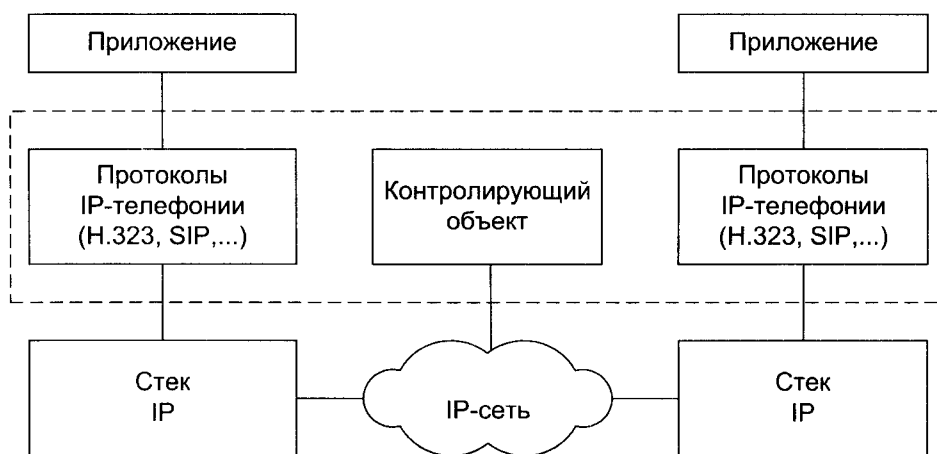 Приложение
Приложение
Протоколы
IP-телефонии
(H.323, SIP,...)
Контролирующий
объект
Протоколы
IP-телефонии
(H.323, SIP,...)
Стек
IP
IP-сеть
Стек
IP